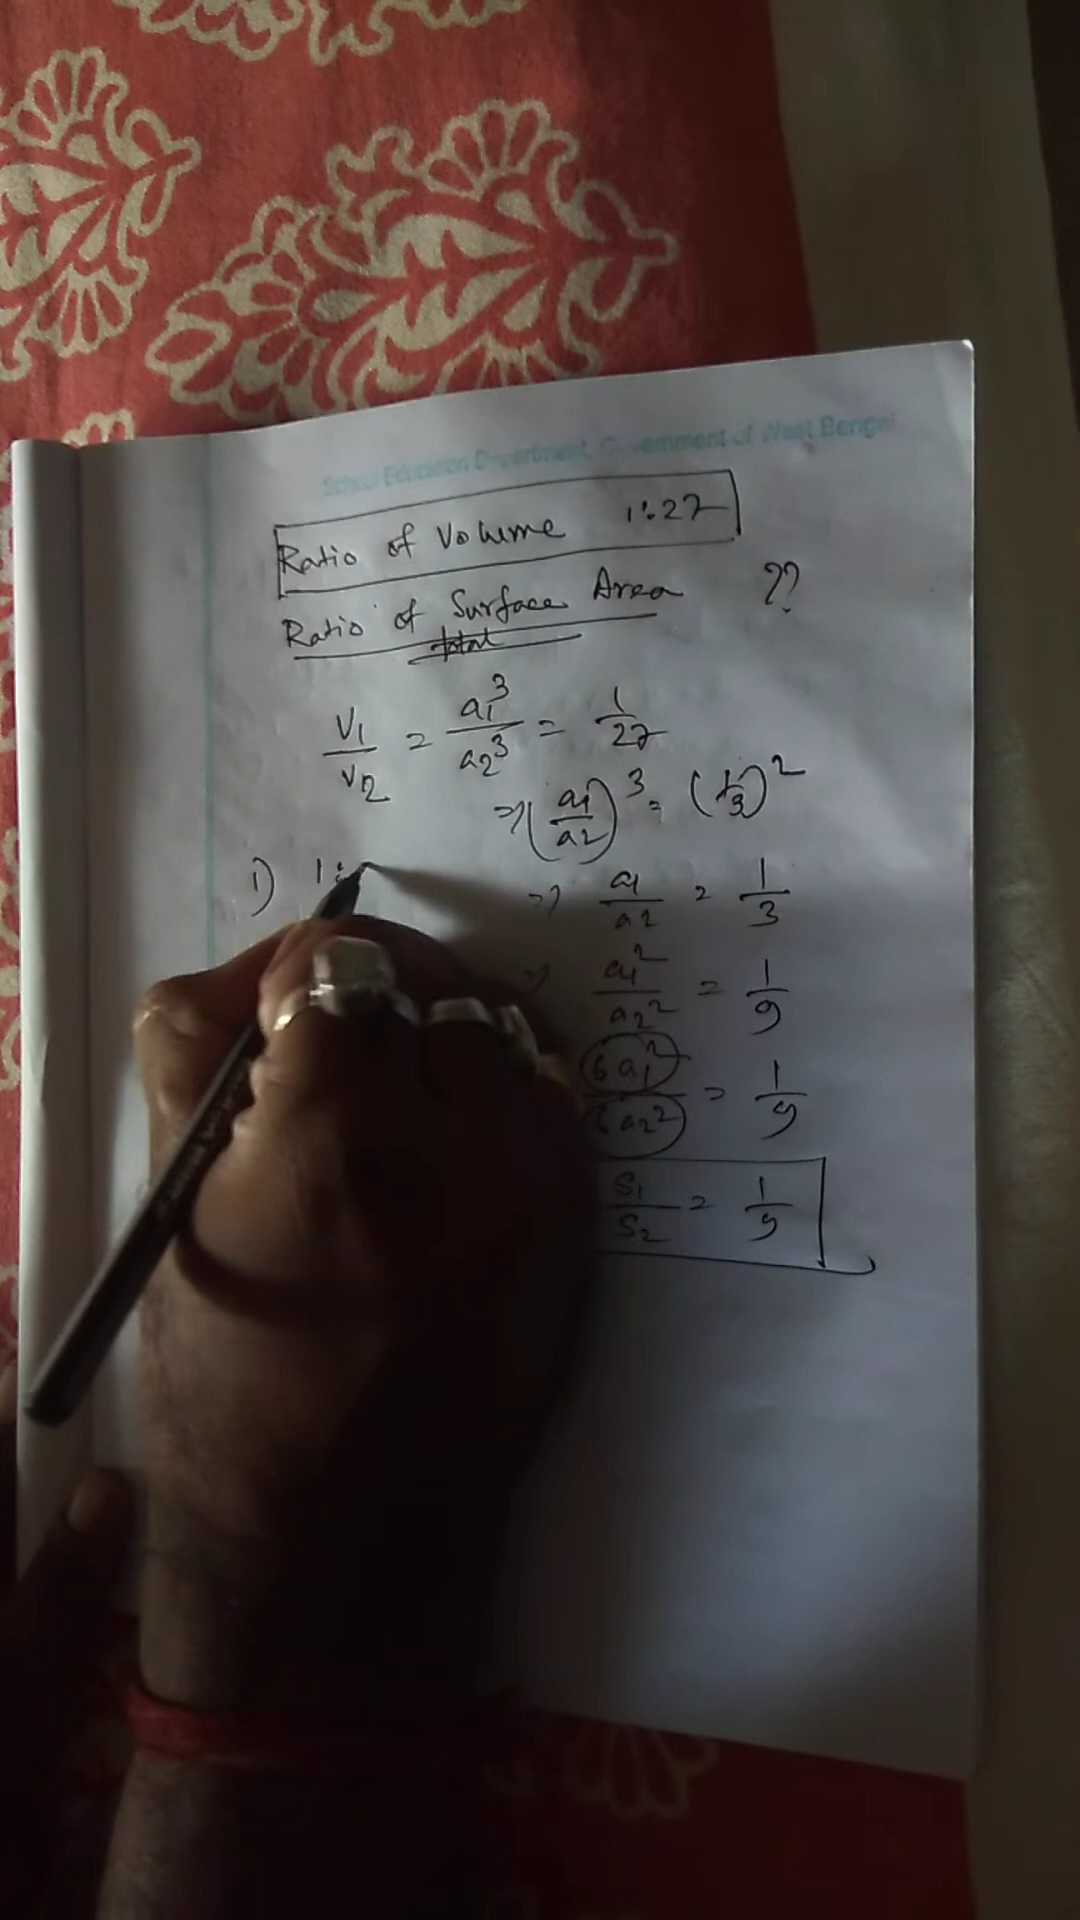 School Education Department, Government of West Bengal
Ratio of Volume 1:27
Ratio of Surface Area ??
total
V1/V2 = a1^3/a2^3 = 1/27
=> (a1/a2)^3 = (1/3)^2
1) 1:
=> a1/a2 = 1/3
=> a1^2/a2^2 = 1/9
6a1^2/6a2^2 = 1/9
S1/S2 = 1/9